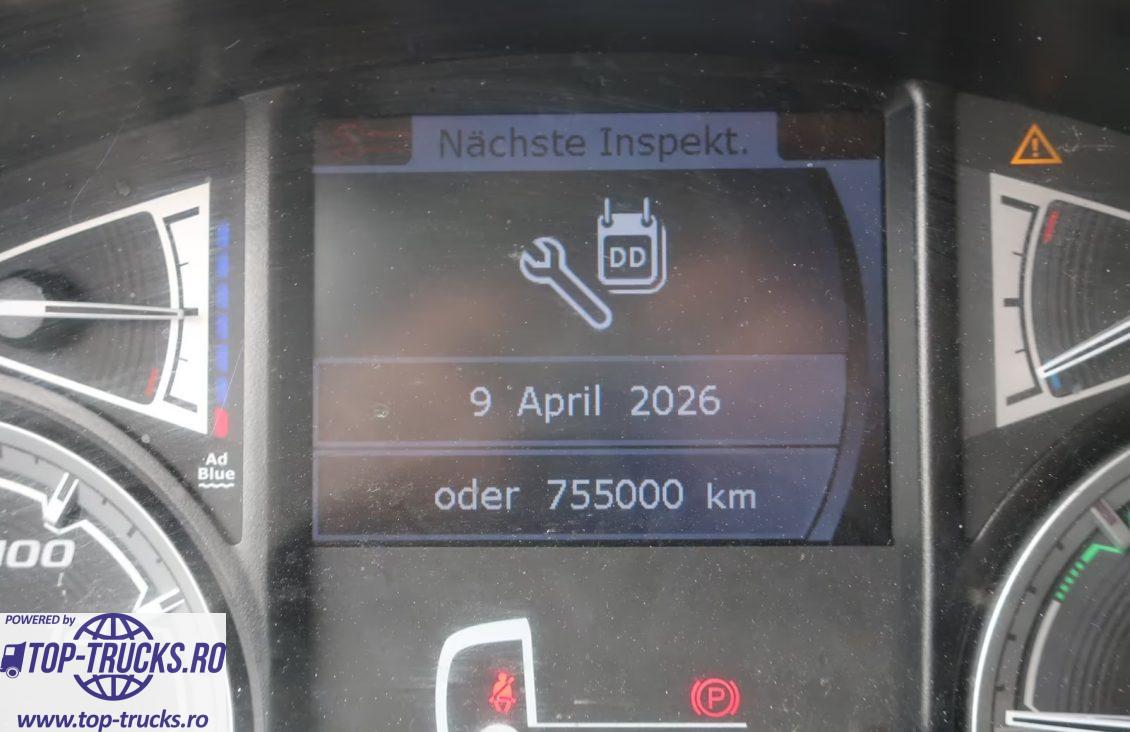 Nächste Inspekt.
DD
9 April 2026
oder 755000 km
Ad
Blue
100
P
POWERED by
TOP-TRUCKS.RO
www.top-trucks.ro